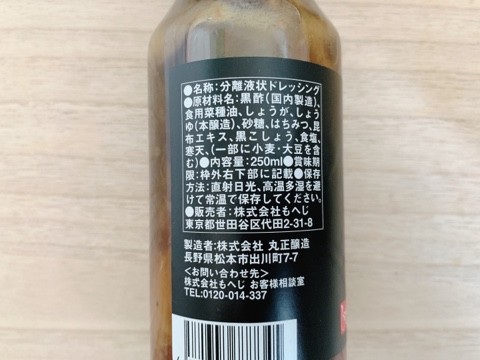 ●名称:分離液状ドレッシング
●原材料名:黒酢(国内製造)、
食用菜種油、しょうが、しょう
ゆ(本醸造)、砂糖、はちみつ、昆
布エキス、黒こしょう、食塩、
寒天、(一部に小麦・大豆を含
む)●内容量:250ml●賞味期
限:枠外右下部に記載●保存
方法:直射日光、高温多湿を避
けて常温で保存してください。
●販売者:株式会社もへじ
東京都世田谷区代田2-31-8
製造者:株式会社 丸正醸造
長野県松本市出川町7-7
<お問い合わせ先>
株式会社もへじ お客様相談室
TEL:0120-014-337